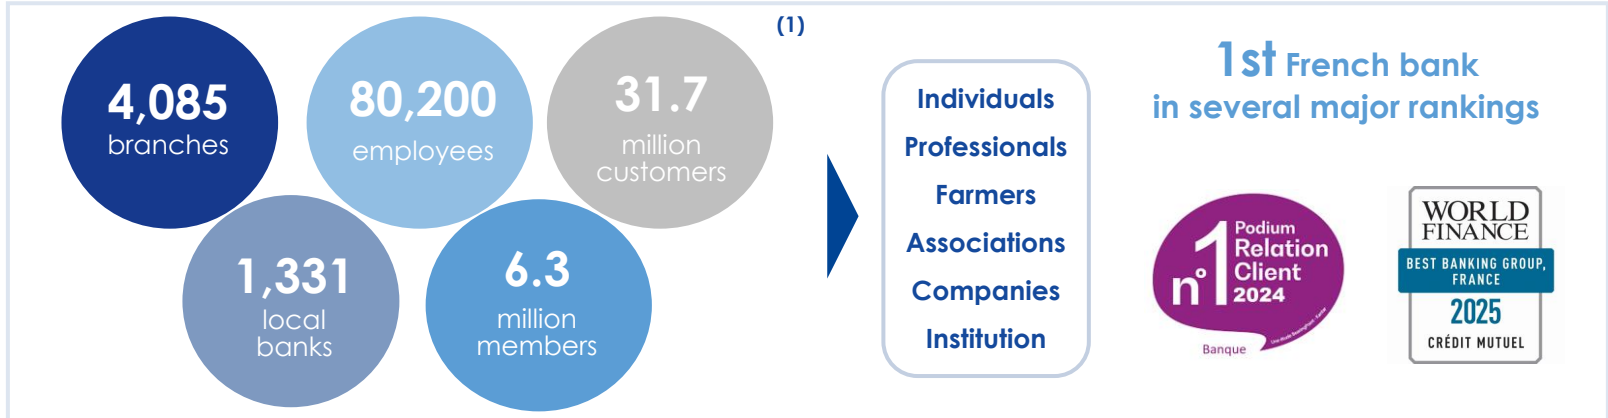 4,085
branches
80,200
employees
31.7
million
customers
(1)
1,331
local
banks
6.3
million
members
Individuals
Professionals
Farmers
Associations
Companies
Institution
1st French bank
in several major rankings
n°1
Podium
Relation
Client
2024
Banque
WORLD
FINANCE
BEST BANKING GROUP,
FRANCE
2025
CRÉDIT MUTUEL